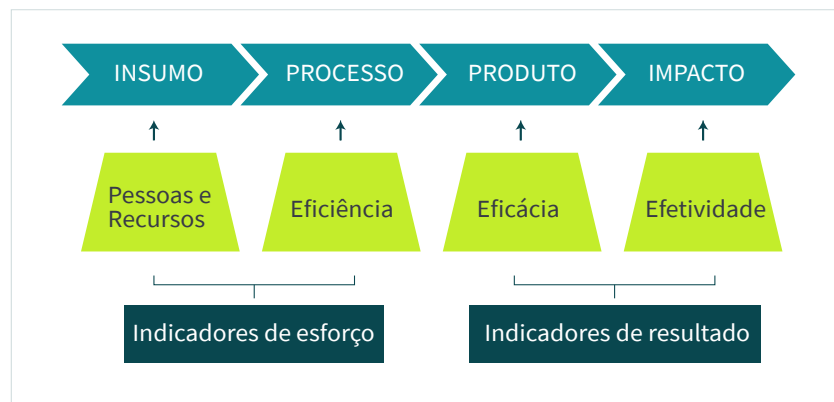 INSUMO
PROCESSO
PRODUTO
IMPACTO
Pessoas e
Recursos
Eficiência
Eficácia
Efetividade
Indicadores de esforço
Indicadores de resultado